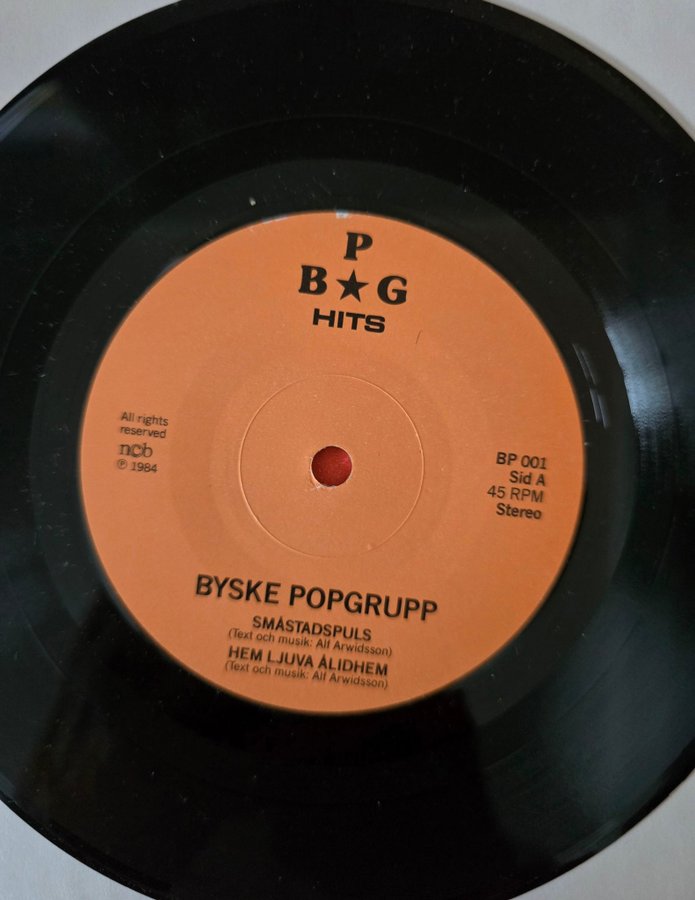 P
B★G
HITS
All rights
reserved
ncb
℗ 1984
BP 001
Sid A
45 RPM
Stereo
BYSKE POPGRUPP
SMÅSTADSPULS
(Text och musik: Alf Arwidsson)
HEM LJUVA ÅLIDHEM
(Text och musik: Alf Arwidsson)